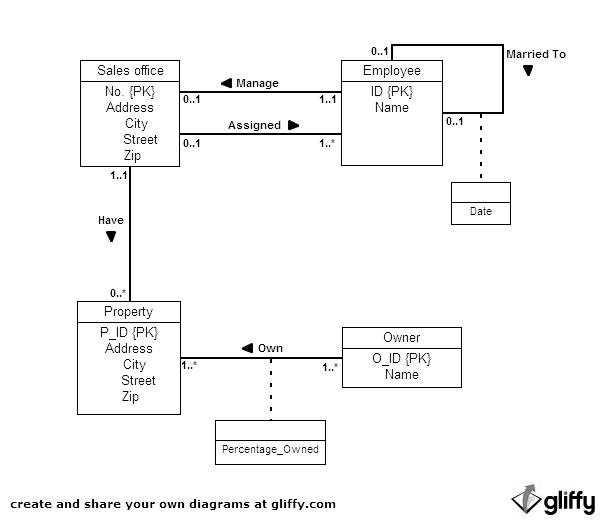 0..1
Married To
Sales office
No. {PK}
Address
City
Street
Zip
Manage
0..1
1..1
Assigned
0..1
1..*
Employee
ID {PK}
Name
0..1
Date
1..1
Have
0..*
Property
P_ID {PK}
Address
City
Street
Zip
Own
1..*
1..*
Owner
O_ID {PK}
Name
Percentage_Owned
create and share your own diagrams at gliffy.com
gliffy